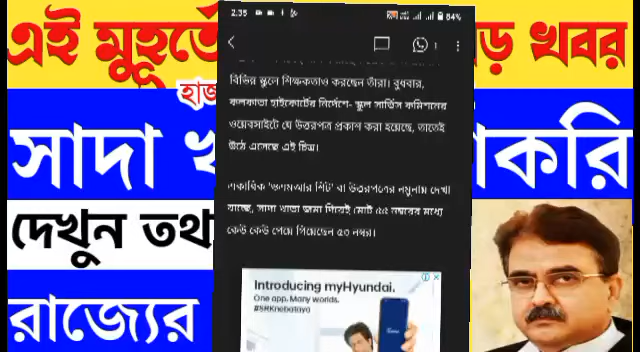 এই মুহূর্তে
ড় খবর
হাজ
সাদা খ
াকরি
দেখুন তথ
রাজ্যের
2:35
84%
1
বিভিন্ন স্কুলে শিক্ষকতাও করছেন তাঁরা। বুধবার,
কলকাতা হাইকোর্টের নির্দেশে- স্কুল সার্ভিস কমিশনের
ওয়েবসাইটে যে উত্তরপত্র প্রকাশ করা হয়েছে, তাতেই
উঠে এসেছে এই চিত্র।
একাধিক 'ওএমআর শিট' বা উত্তরপত্রের নমুনায় দেখা
যাচ্ছে, সাদা খাতা জমা দিয়েই মোট ৫৫ নম্বরের মধ্যে
কেউ কেউ পেয়ে গিয়েছেন ৫৩ নম্বর।
Introducing myHyundai.
One app. Many worlds.
#SRKnebataya